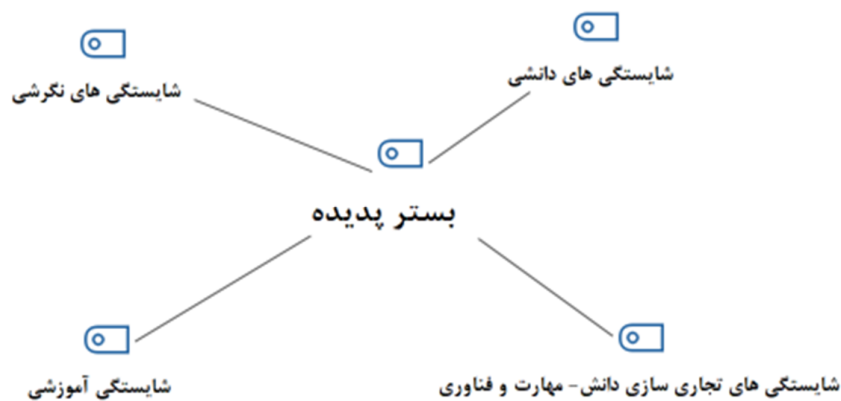 شایستگی های دانشی
شایستگی های نگرشی
بستر پدیده
شایستگی های تجاری سازی دانش- مهارت و فناوری
شایستگی آموزشی